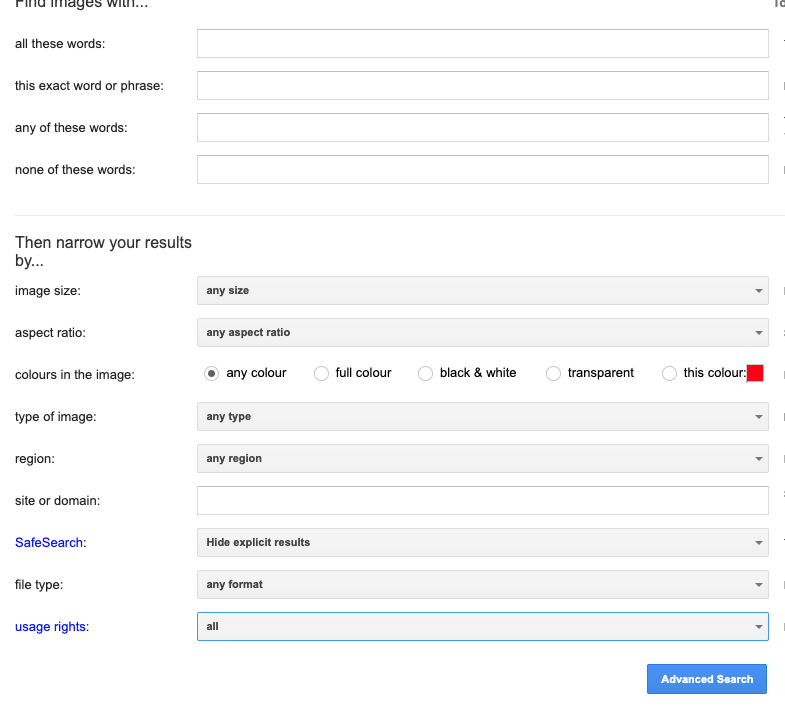 Find images with...
To
all these words:
this exact word or phrase:
any of these words:
none of these words:
Then narrow your results
by...
image size:
any size
aspect ratio:
any aspect ratio
colours in the image:
any colour
full colour
black & white
transparent
this colour:
type of image:
any type
region:
any region
site or domain:
SafeSearch:
Hide explicit results
file type:
any format
usage rights:
all
Advanced Search